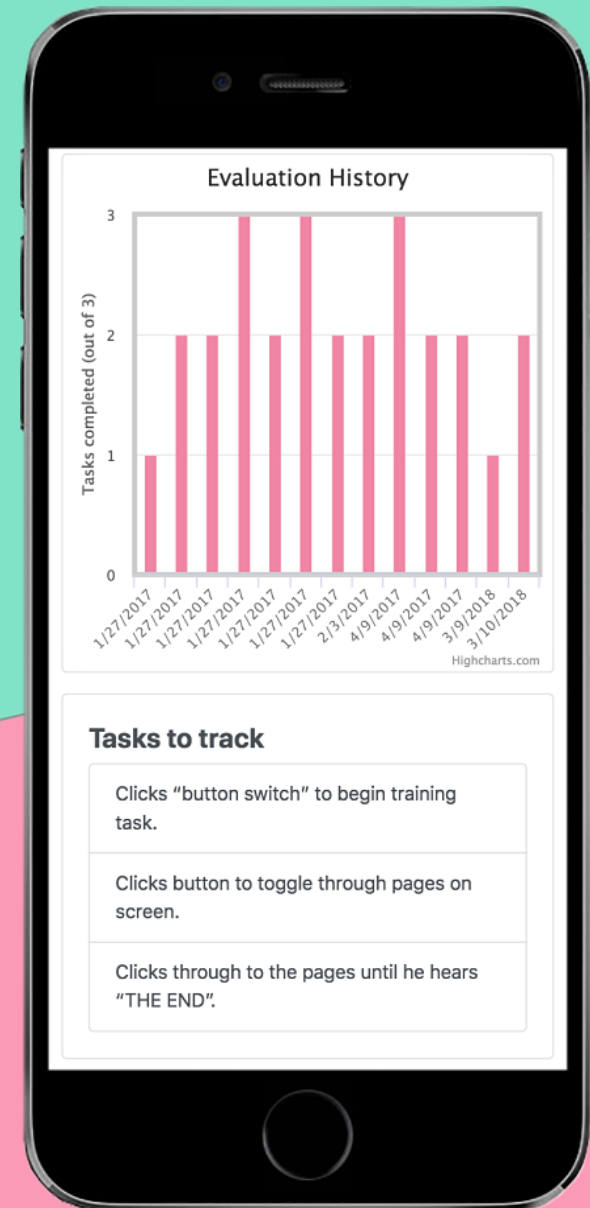 Evaluation History
Tasks completed (out of 3)
3
2
1
0
1/27/2017
1/27/2017
1/27/2017
1/27/2017
1/27/2017
1/27/2017
1/27/2017
2/3/2017
4/9/2017
4/9/2017
4/9/2017
3/9/2018
3/10/2018
Highcharts.com
Tasks to track
Clicks “button switch” to begin training
task.
Clicks button to toggle through pages on
screen.
Clicks through to the pages until he hears
“THE END”.